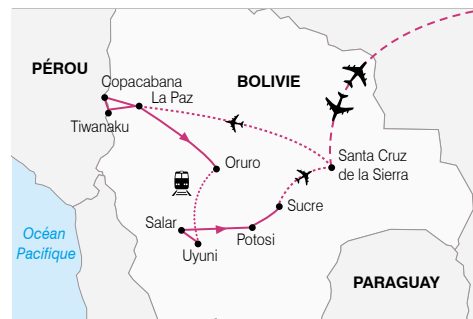 PÉROU
Copacabana
La Paz
BOLIVIE
Tiwanaku
Oruro
Santa Cruz
de la Sierra
Salar
Sucre
Potosi
Uyuni
Océan
Pacifique
PARAGUAY